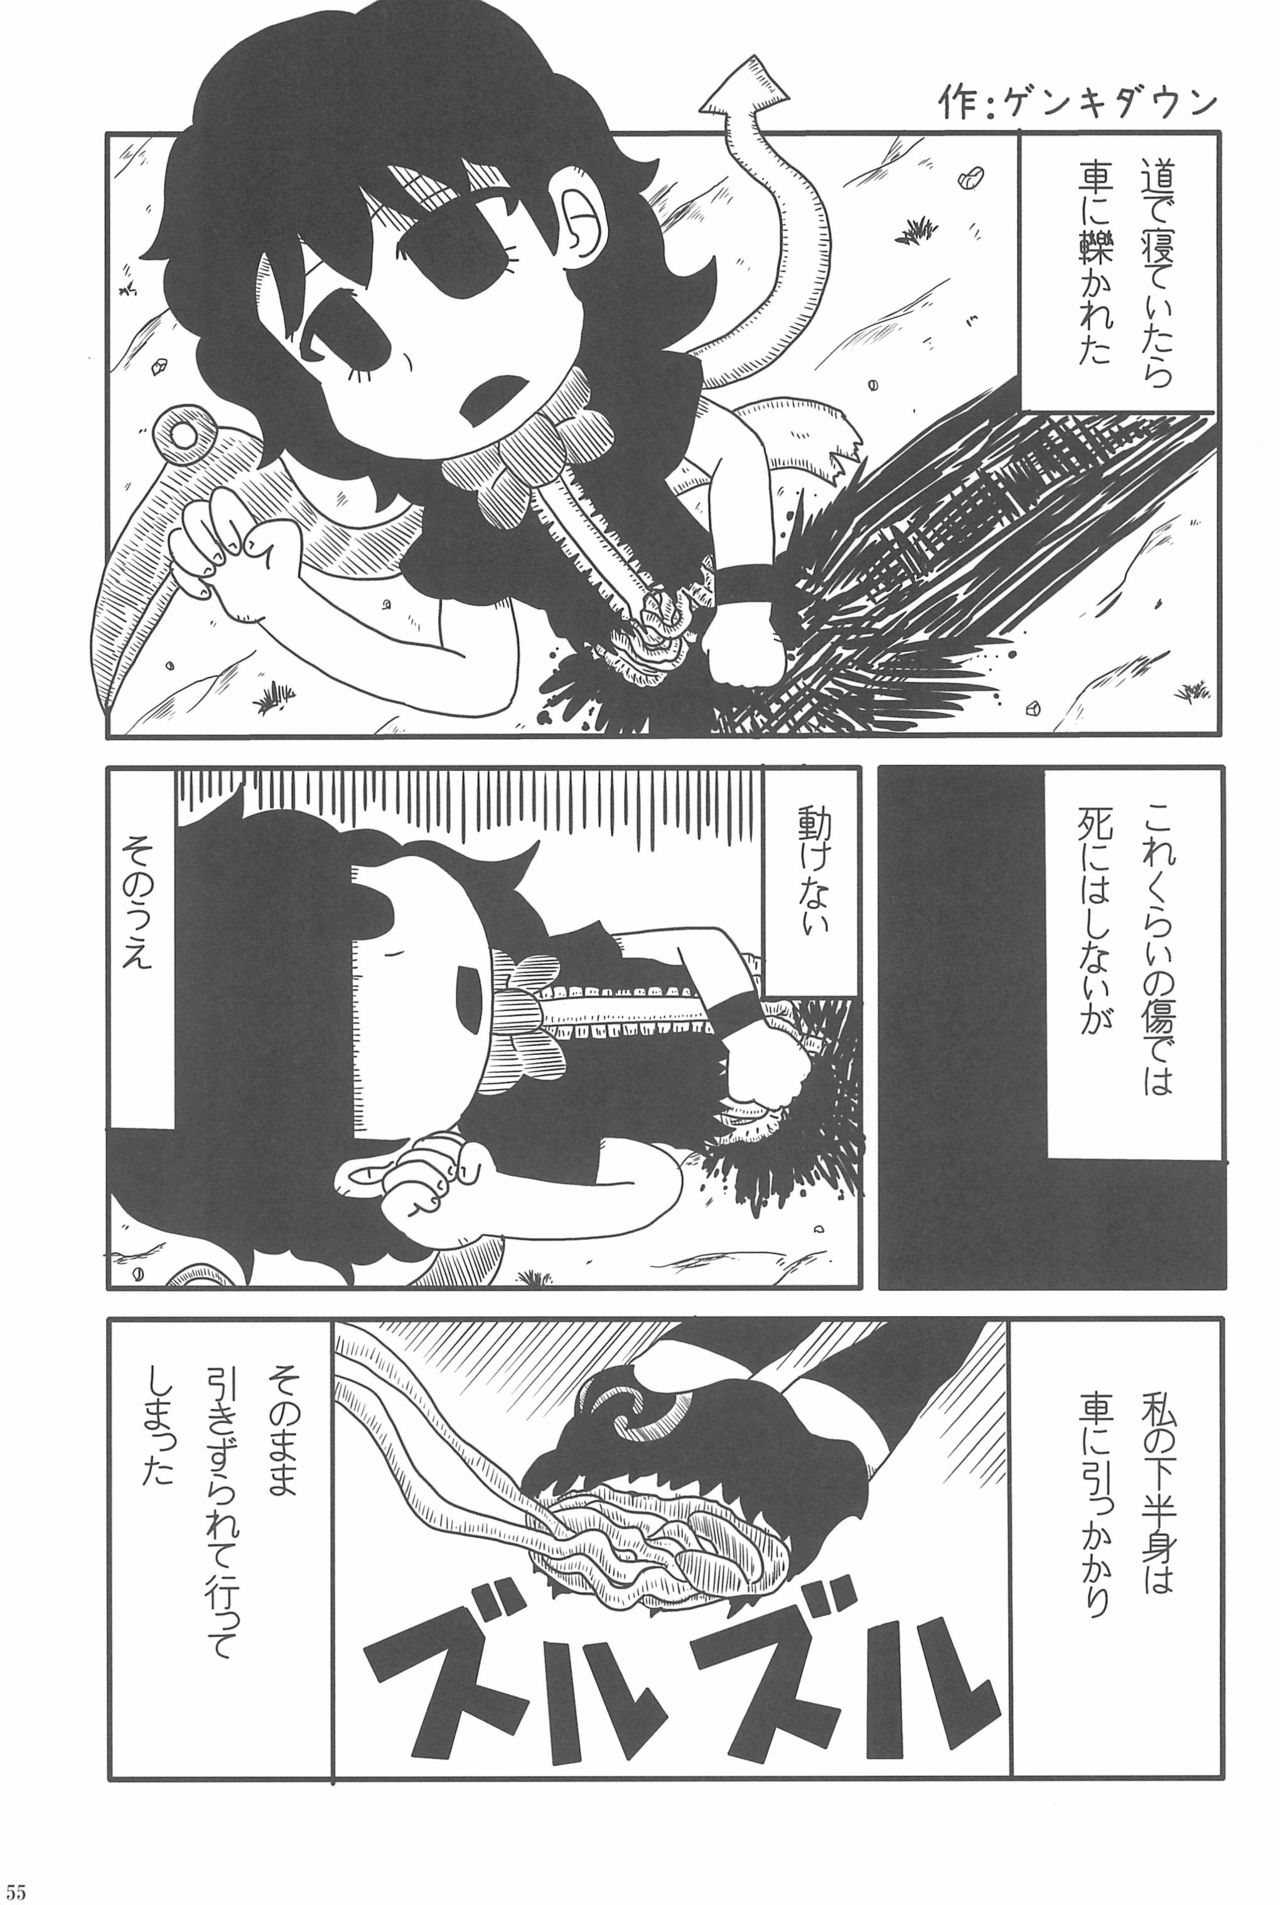 作:ゲンキダウン
道で寝ていたら
車に轢かれた
これくらいの傷では
死にはしないが
動けない
そのうえ
私の下半身は
車に引っかかり
ズルズル
そのまま
引きずられて行って
しまった
55